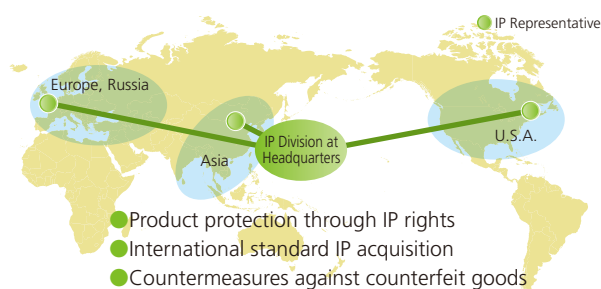 IP Representative
Europe, Russia
IP Division at
Headquarters
U.S.A.
Asia
Product protection through IP rights
International standard IP acquisition
Countermeasures against counterfeit goods